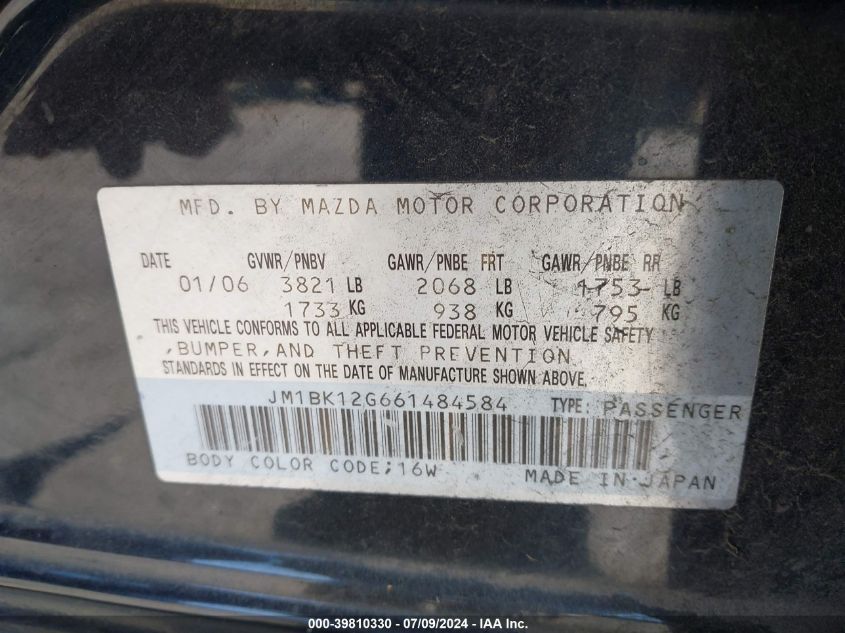 MFD. BY MAZDA MOTOR CORPORATION
DATE GVWR/PNBV GAWR/PNBE FRT GAWR/PNBE RR
01/06 3821 LB 2068 LB 1753 LB
1733 KG 938 KG 795 KG
THIS VEHICLE CONFORMS TO ALL APPLICABLE FEDERAL MOTOR VEHICLE SAFETY
,BUMPER,AND THEFT PREVENTION
STANDARDS IN EFFECT ON THE DATE OF MANUFACTURE SHOWN ABOVE.
JM1BK12G661484584 TYPE: PASSENGER
BODY COLOR CODE;16W MADE IN JAPAN
000-39810330 - 07/09/2024 - IAA Inc.